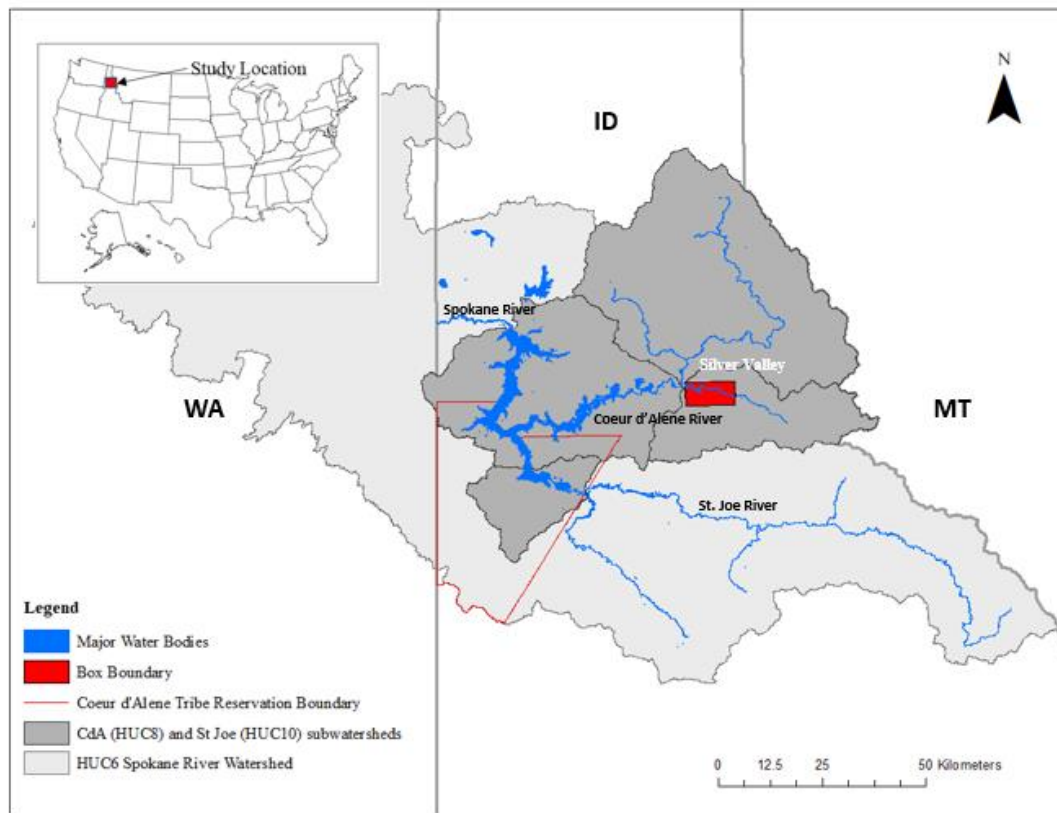 Study Location
N
ID
Spokane River
Silver Valley
WA
MT
Coeur d'Alene River
St. Joe River
Legend
Major Water Bodies
Box Boundary
Coeur d'Alene Tribe Reservation Boundary
CdA (HUC8) and St Joe (HUC10) subwatersheds
HUC6 Spokane River Watershed
0 12.5 25 50 Kilometers